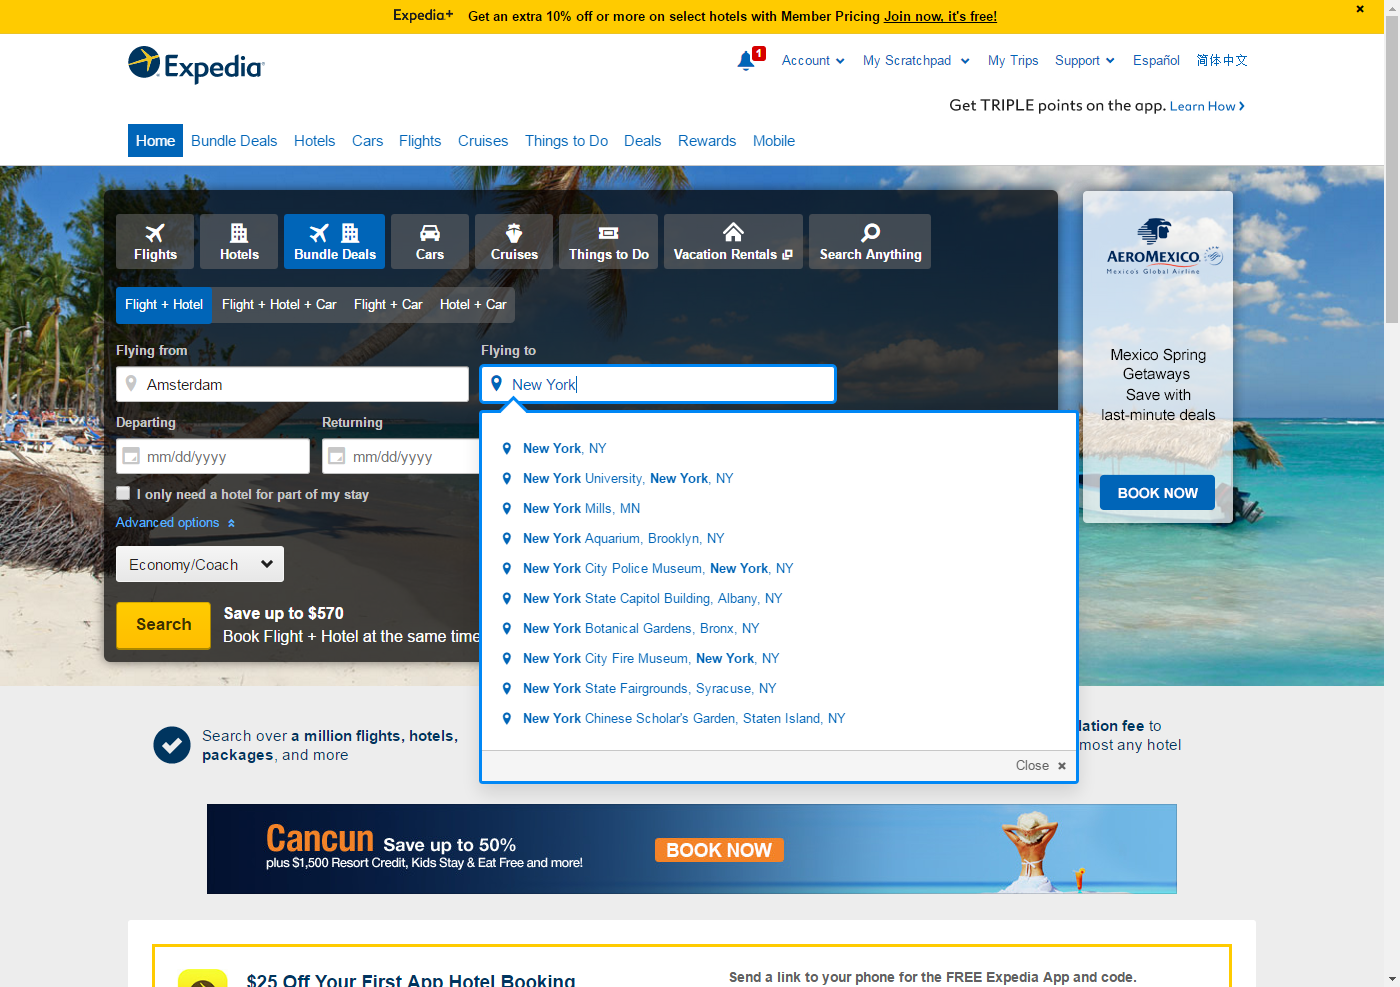 Expedia+ Get an extra 10% off or more on select hotels with Member Pricing Join now, it's free!
Expedia
1 Account My Scratchpad My Trips Support Español 简体中文
Get TRIPLE points on the app. Learn How
Home Bundle Deals Hotels Cars Flights Cruises Things to Do Deals Rewards Mobile
Flights Hotels Bundle Deals Cars Cruises Things to Do Vacation Rentals Search Anything
Flight + Hotel Flight + Hotel + Car Flight + Car Hotel + Car
Flying from Flying to
Amsterdam New York
Departing Returning
mm/dd/yyyy mm/dd/yyyy
I only need a hotel for part of my stay
Advanced options
Economy/Coach
Search
Save up to $570
Book Flight + Hotel at the same time
New York, NY
New York University, New York, NY
New York Mills, MN
New York Aquarium, Brooklyn, NY
New York City Police Museum, New York, NY
New York State Capitol Building, Albany, NY
New York Botanical Gardens, Bronx, NY
New York City Fire Museum, New York, NY
New York State Fairgrounds, Syracuse, NY
New York Chinese Scholar's Garden, Staten Island, NY
Close
AEROMEXICO
Mexico's Global Airline
Mexico Spring
Getaways
Save with
last-minute deals
BOOK NOW
Search over a million flights, hotels,
packages, and more
lation fee to
most any hotel
Cancun Save up to 50%
plus $1,500 Resort Credit, Kids Stay & Eat Free and more!
BOOK NOW
$25 Off Your First App Hotel Booking
Send a link to your phone for the FREE Expedia App and code.